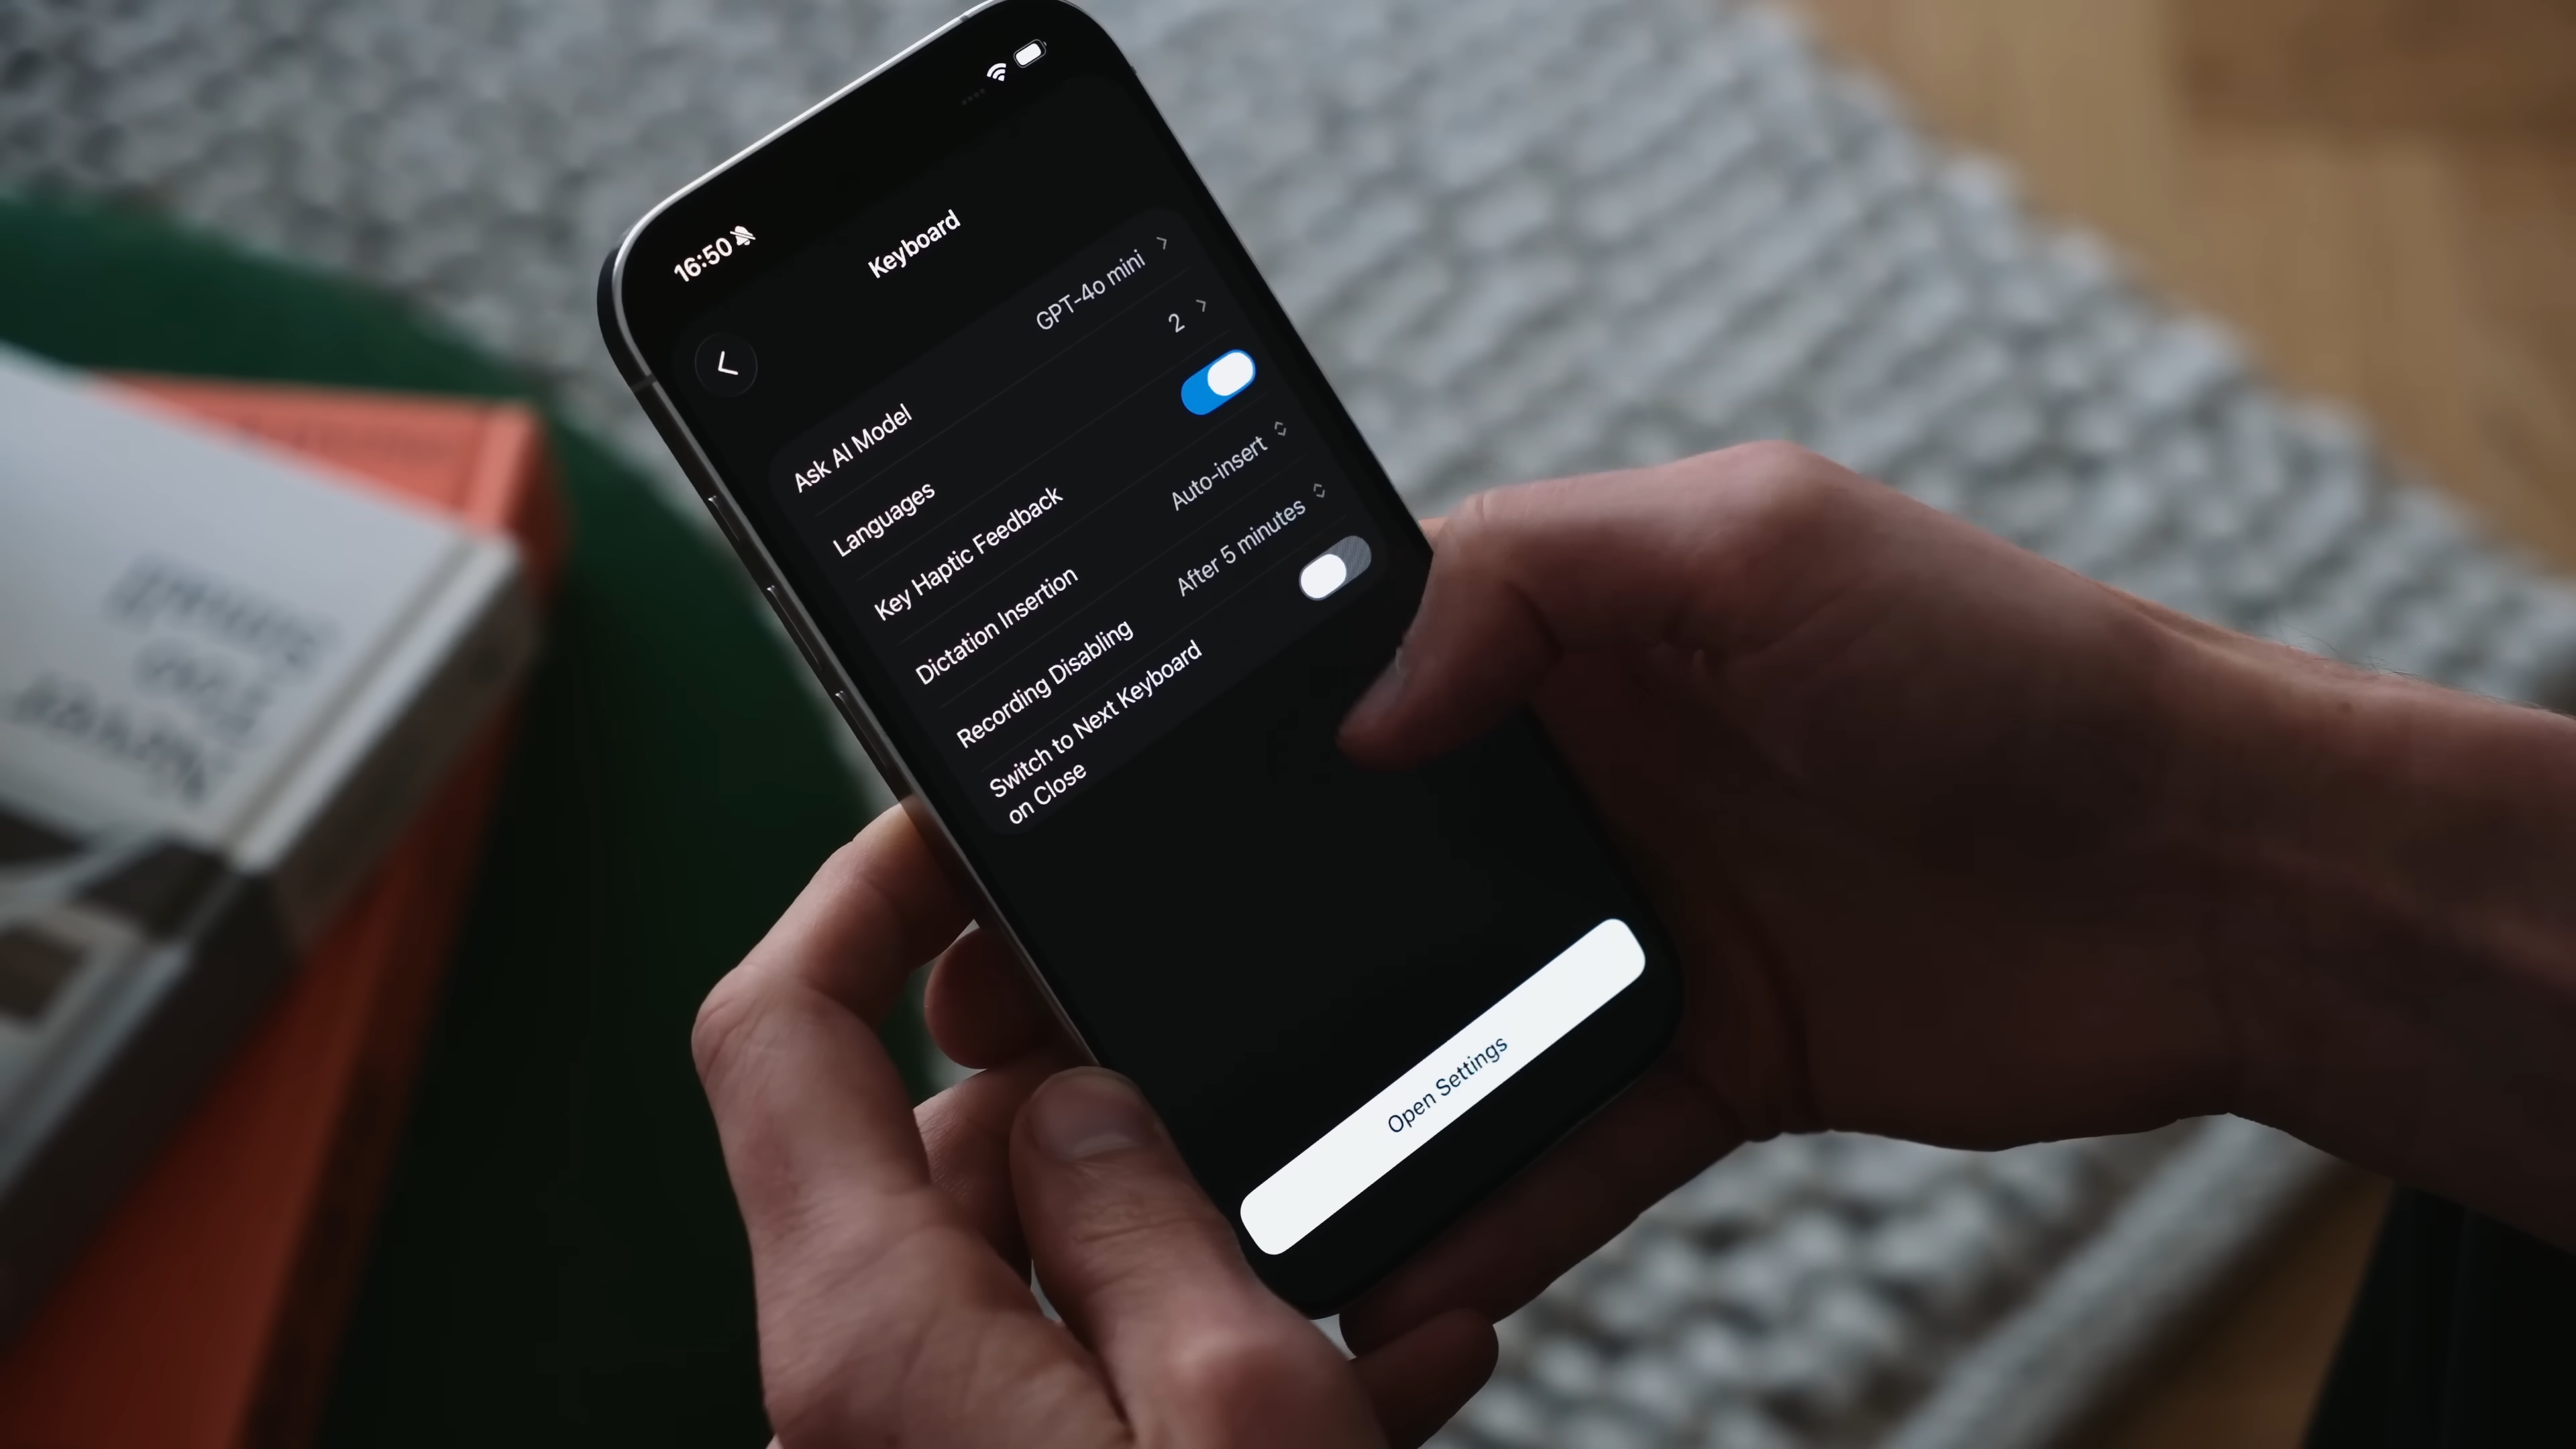 16:50
Keyboard
Ask AI Model GPT-4o mini
Languages 2
Key Haptic Feedback
Dictation Insertion Auto-insert
Recording Disabling After 5 minutes
Switch to Next Keyboard
on Close
Open Settings